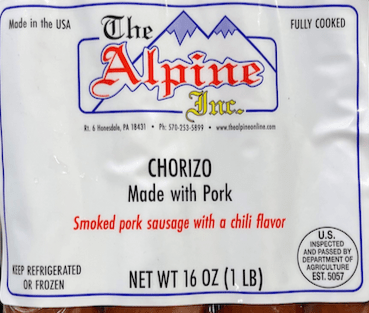 Made in the USA
The
FULLY COOKED
Alpine
Inc.
Rt. 6 Honesdale, PA 18431 • Ph: 570-253-5899 • www.thealpineonline.com
CHORIZO
Made with Pork
Smoked pork sausage with a chili flavor
U.S.
INSPECTED
AND PASSED BY
DEPARTMENT OF
AGRICULTURE
EST. 5057
KEEP REFRIGERATED
OR FROZEN
NET WT 16 OZ (1 LB)